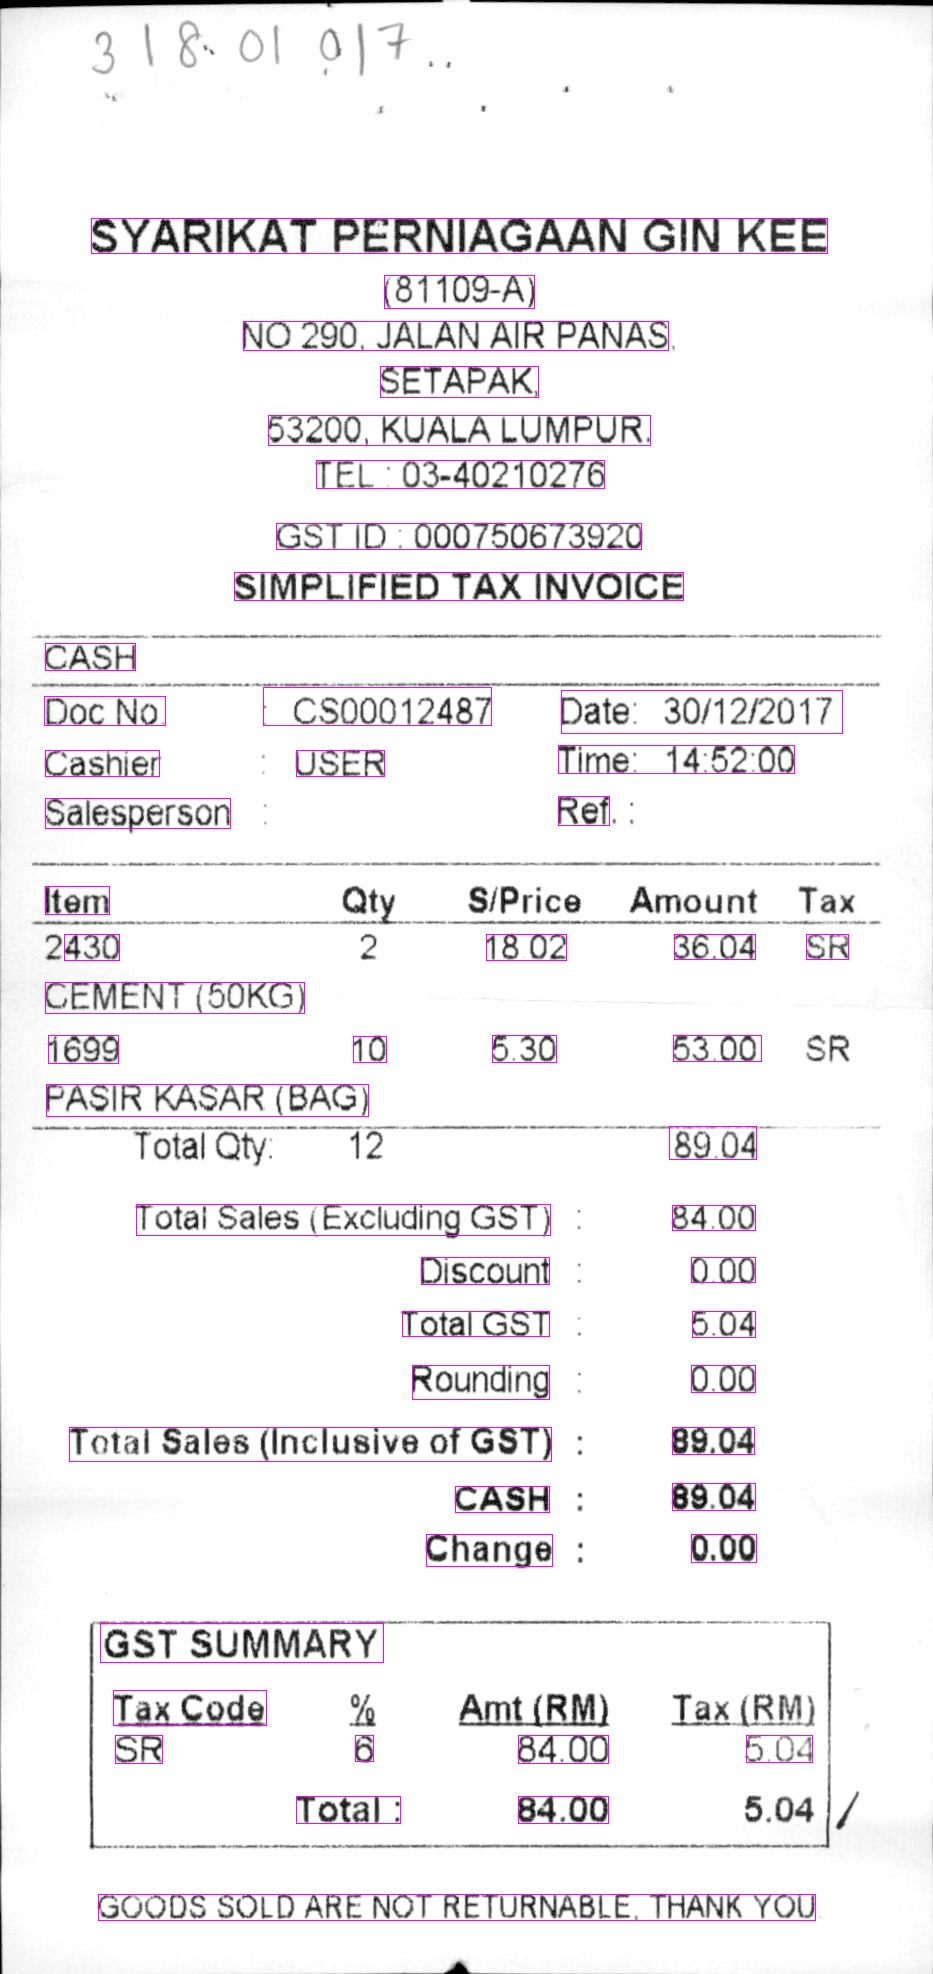 318 01 017..
SYARIKAT PERNIAGAAN GIN KEE
(81109-A)
NO 290, JALAN AIR PANAS,
SETAPAK,
53200, KUALA LUMPUR.
TEL : 03-40210276
GST ID : 000750673920
SIMPLIFIED TAX INVOICE
CASH
Doc No. : CS00012487 Date: 30/12/2017
Cashier : USER Time: 14:52:00
Salesperson : Ref. :
Item Qty S/Price Amount Tax
2430 2 18.02 36.04 SR
CEMENT (50KG)
1699 10 5.30 53.00 SR
PASIR KASAR (BAG)
Total Qty: 12 89.04
Total Sales (Excluding GST) : 84.00
Discount : 0.00
Total GST : 5.04
Rounding : 0.00
Total Sales (Inclusive of GST) : 89.04
CASH : 89.04
Change : 0.00
GST SUMMARY
Tax Code % Amt (RM) Tax (RM)
SR 6 84.00 5.04
Total : 84.00 5.04 /
GOODS SOLD ARE NOT RETURNABLE, THANK YOU